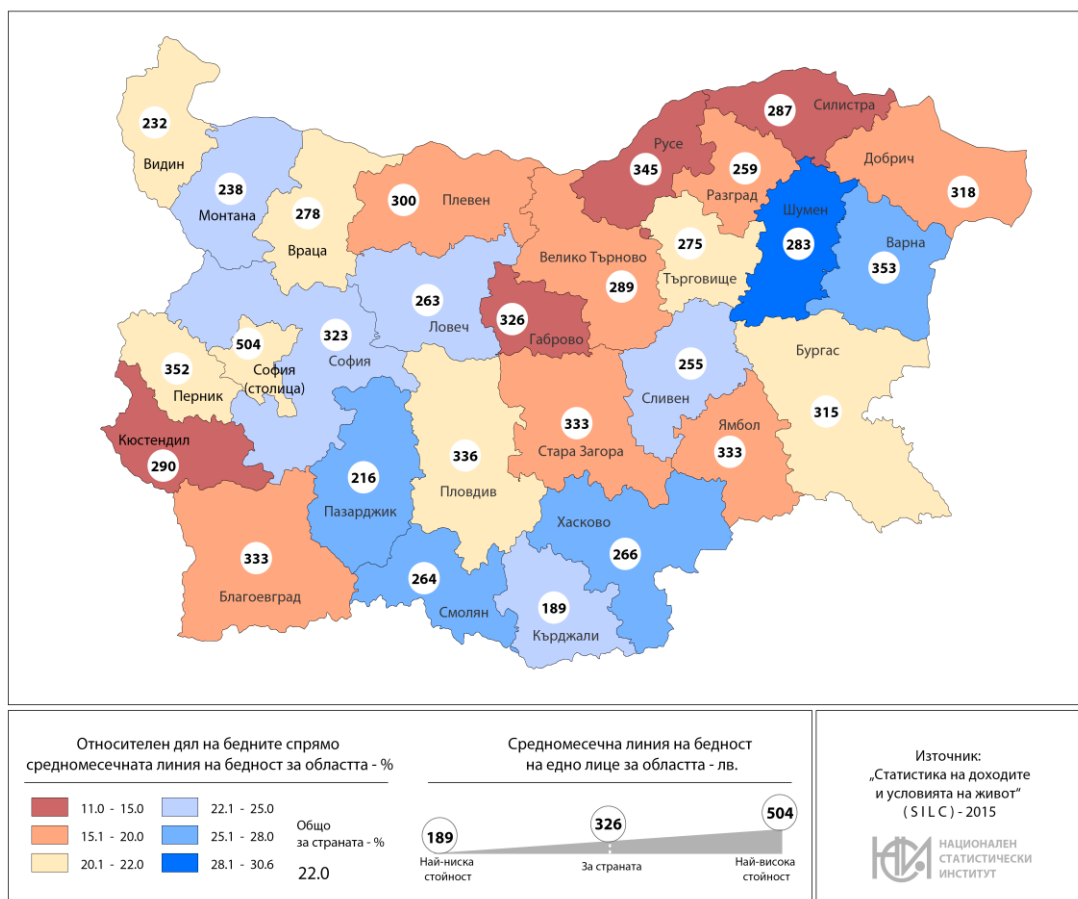 232
Видин
238
Монтана
278
Враца
300
Плевен
287
Силистра
Русе
345
259
Разград
Добрич
318
Шумен
283
Варна
353
275
Търговище
Велико Търново
289
263
Ловеч
326
Габрово
323
София
504
София
(столица)
352
Перник
Кюстендил
290
255
Сливен
Бургас
315
Ямбол
333
333
Стара Загора
336
Пловдив
216
Пазарджик
Хасково
266
264
Смолян
189
Кърджали
333
Благоевград
Относителен дял на бедните спрямо
средномесечната линия на бедност за областта - %
11.0 - 15.0
15.1 - 20.0
20.1 - 22.0
22.1 - 25.0
25.1 - 28.0
28.1 - 30.6
Общо
за страната - %
22.0
Средномесечна линия на бедност
на едно лице за областта - лв.
189
326
504
Най-ниска
стойност
За страната
Най-висока
стойност
Източник:
„Статистика на доходите
и условията на живот“
( S I L C ) - 2015
НАЦИОНАЛЕН
СТАТИСТИЧЕСКИ
ИНСТИТУТ